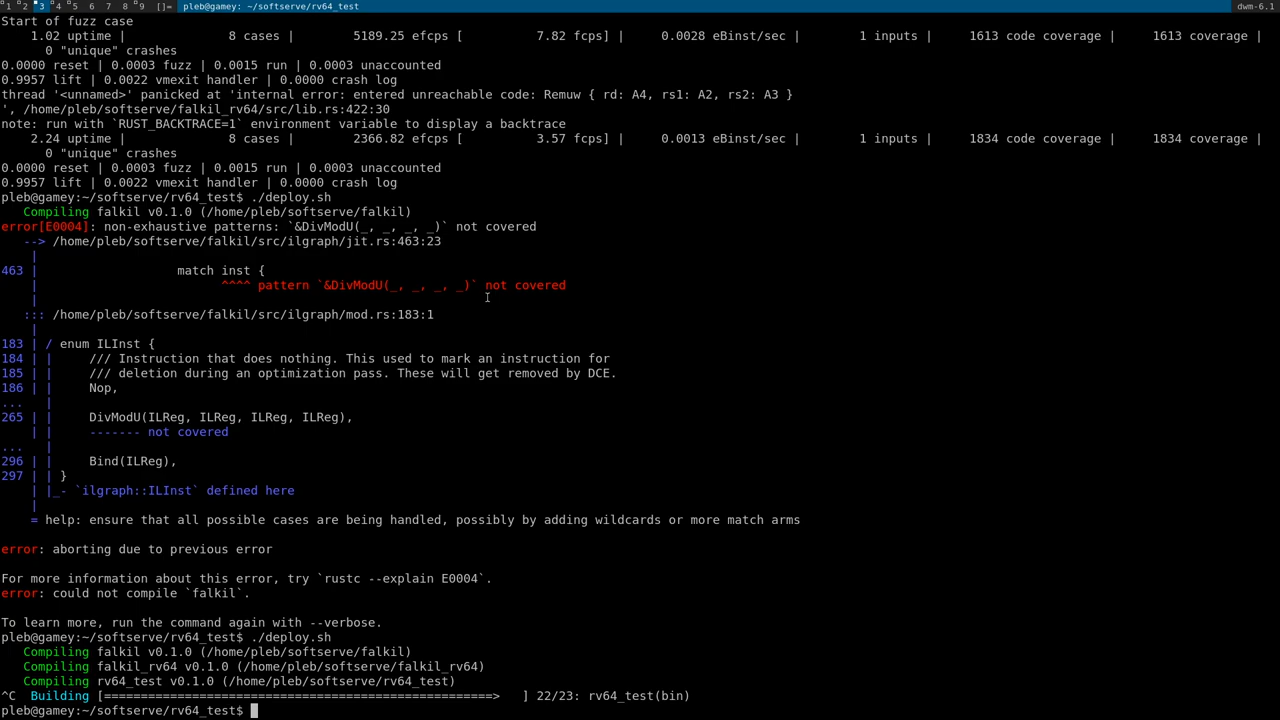 1 2 3 4 5 6 7 8 9 []= pleb@gamey:~/softserve/rv64_test dwm-6.1
Start of fuzz case
1.02 uptime | 8 cases | 5189.25 efcps [ 7.82 fcps] | 0.0028 eBinst/sec | 1 inputs | 1613 code coverage | 1613 coverage |
0 "unique" crashes
0.0000 reset | 0.0003 fuzz | 0.0015 run | 0.0003 unaccounted
0.9957 lift | 0.0022 vmexit handler | 0.0000 crash log
thread '<unnamed>' panicked at 'internal error: entered unreachable code: Remuw { rd: A4, rs1: A2, rs2: A3 }
', /home/pleb/softserve/falkil_rv64/src/lib.rs:422:30
note: run with `RUST_BACKTRACE=1` environment variable to display a backtrace
2.24 uptime | 8 cases | 2366.82 efcps [ 3.57 fcps] | 0.0013 eBinst/sec | 1 inputs | 1834 code coverage | 1834 coverage |
0 "unique" crashes
0.0000 reset | 0.0003 fuzz | 0.0015 run | 0.0003 unaccounted
0.9957 lift | 0.0022 vmexit handler | 0.0000 crash log
pleb@gamey:~/softserve/rv64_test$ ./deploy.sh
Compiling falkil v0.1.0 (/home/pleb/softserve/falkil)
error[E0004]: non-exhaustive patterns: `&DivModU(_, _, _, _)` not covered
--> /home/pleb/softserve/falkil/src/ilgraph/jit.rs:463:23
|
463 | match inst {
| ^^^^ pattern `&DivModU(_, _, _, _)` not covered
|
::: /home/pleb/softserve/falkil/src/ilgraph/mod.rs:183:1
|
183 | / enum ILInst {
184 | | /// Instruction that does nothing. This used to mark an instruction for
185 | | /// deletion during an optimization pass. These will get removed by DCE.
186 | | Nop,
... |
265 | | DivModU(ILReg, ILReg, ILReg, ILReg),
| | ------- not covered
... |
296 | | Bind(ILReg),
297 | | }
| |_- `ilgraph::ILInst` defined here
|
= help: ensure that all possible cases are being handled, possibly by adding wildcards or more match arms
error: aborting due to previous error
For more information about this error, try `rustc --explain E0004`.
error: could not compile `falkil`.
To learn more, run the command again with --verbose.
pleb@gamey:~/softserve/rv64_test$ ./deploy.sh
Compiling falkil v0.1.0 (/home/pleb/softserve/falkil)
Compiling falkil_rv64 v0.1.0 (/home/pleb/softserve/falkil_rv64)
Compiling rv64_test v0.1.0 (/home/pleb/softserve/rv64_test)
^C Building [=====================================================> ] 22/23: rv64_test(bin)
pleb@gamey:~/softserve/rv64_test$